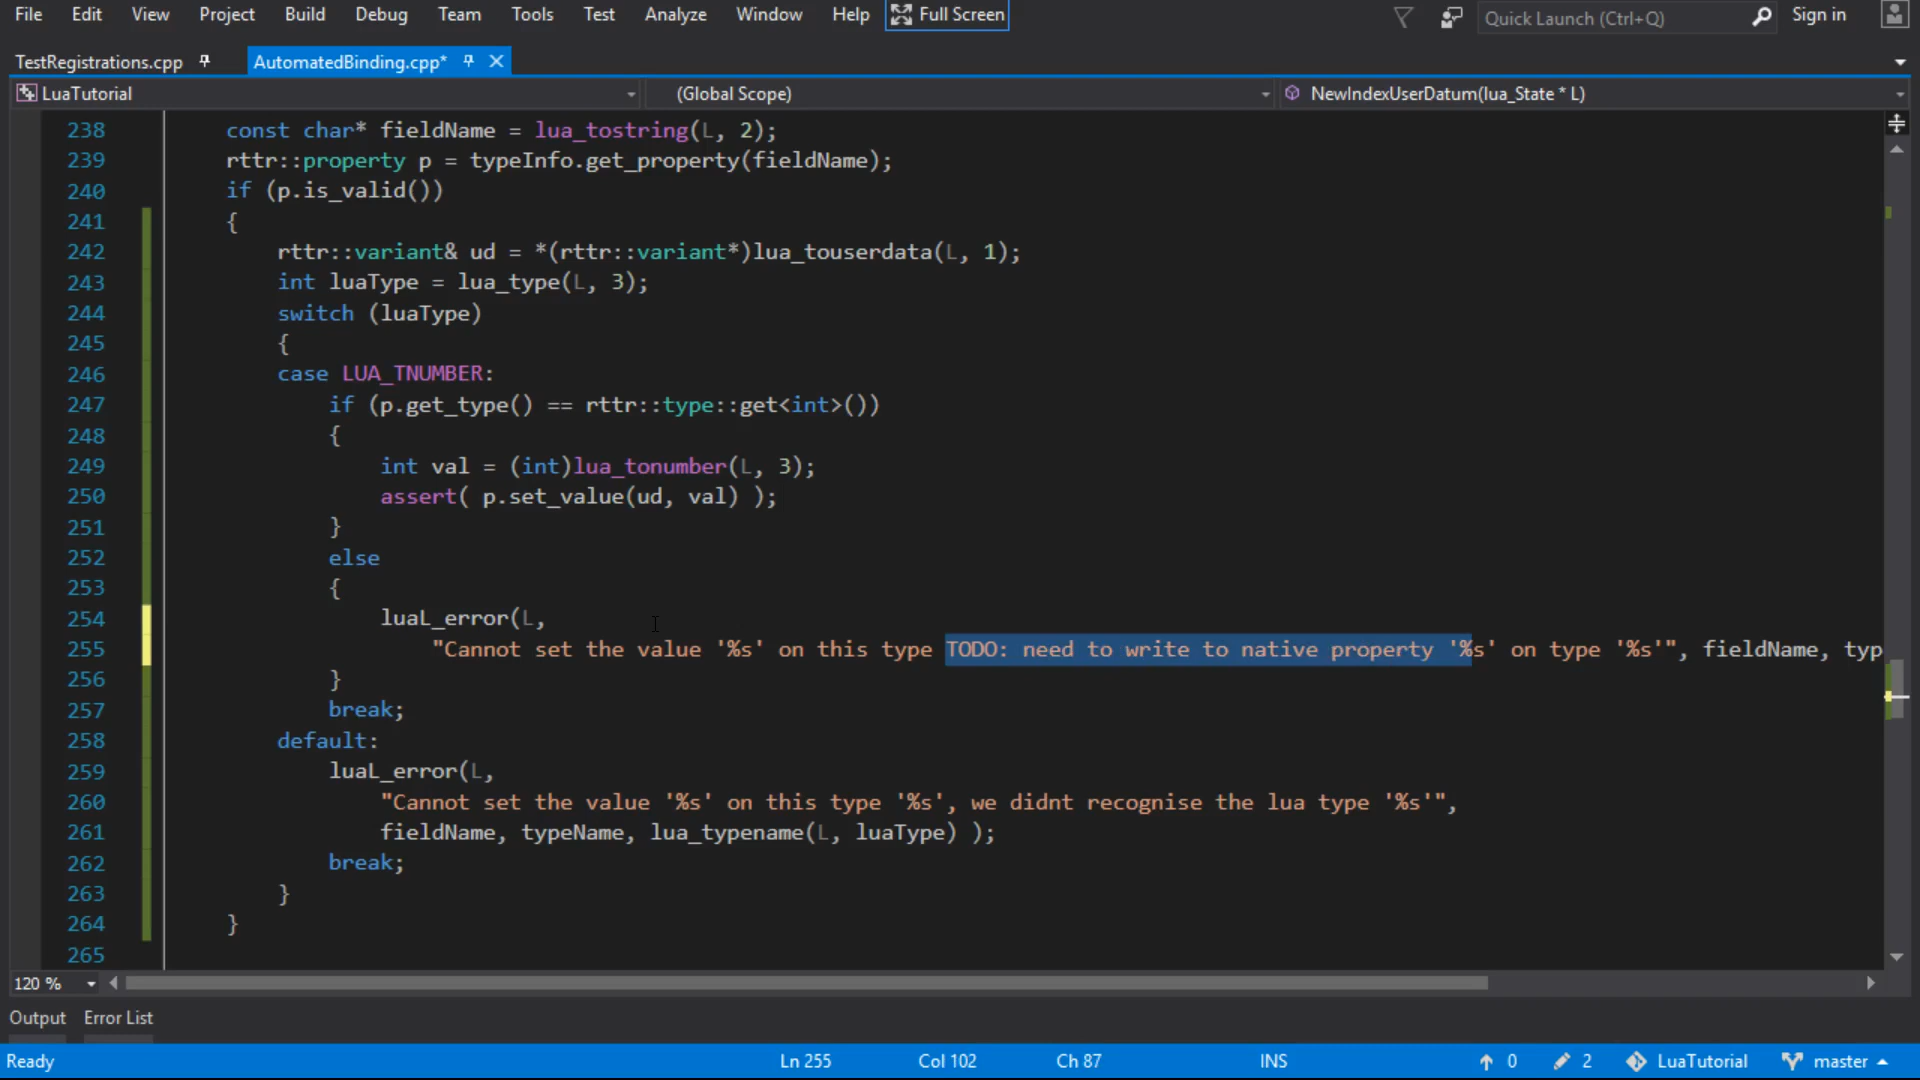 File Edit View Project Build Debug Team Tools Test Analyze Window Help Full Screen Quick Launch (Ctrl+Q) Sign in
TestRegistrations.cpp AutomatedBinding.cpp*
LuaTutorial (Global Scope) NewIndexUserDatum(lua_State * L)
238 const char* fieldName = lua_tostring(L, 2);
239 rttr::property p = typeInfo.get_property(fieldName);
240 if (p.is_valid())
241 {
242 rttr::variant& ud = *(rttr::variant*)lua_touserdata(L, 1);
243 int luaType = lua_type(L, 3);
244 switch (luaType)
245 {
246 case LUA_TNUMBER:
247 if (p.get_type() == rttr::type::get<int>())
248 {
249 int val = (int)lua_tonumber(L, 3);
250 assert( p.set_value(ud, val) );
251 }
252 else
253 {
254 luaL_error(L,
255 "Cannot set the value '%s' on this type TODO: need to write to native property '%s' on type '%s'", fieldName, typ
256 }
257 break;
258 default:
259 luaL_error(L,
260 "Cannot set the value '%s' on this type '%s', we didnt recognise the lua type '%s'",
261 fieldName, typeName, lua_typename(L, luaType) );
262 break;
263 }
264 }
265
120 %
Output Error List
Ready Ln 255 Col 102 Ch 87 INS 0 2 LuaTutorial master